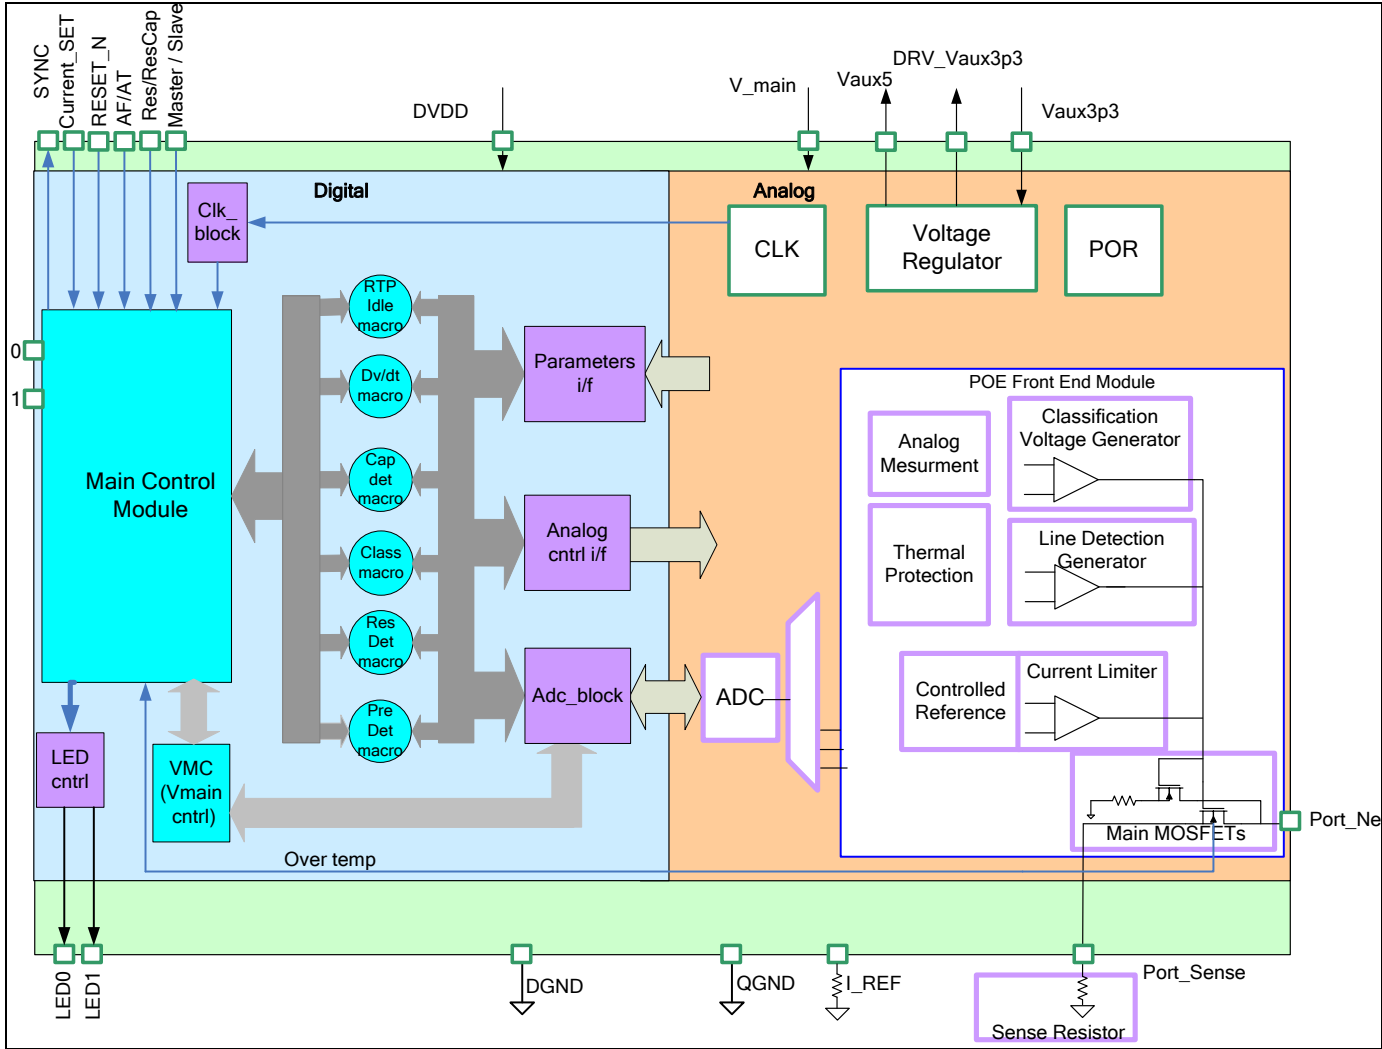 SYNC
Current_SET
RESET_N
AF/AT
Res/ResCap
Master / Slave
DVDD
V_main
Vaux5
DRV_Vaux3p3
Vaux3p3
Digital
Analog
Clk_
block
CLK
Voltage
Regulator
POR
0
1
Main Control
Module
RTP
Idle
macro
Dv/dt
macro
Cap
det
macro
Class
macro
Res
Det
macro
Pre
Det
macro
Parameters
i/f
Analog
cntrl i/f
Adc_block
ADC
POE Front End Module
Analog
Mesurment
Classification
Voltage Generator
Thermal
Protection
Line Detection
Generator
Controlled
Reference
Current Limiter
Main MOSFETs
Port_Ne
LED
cntrl
VMC
(Vmain
cntrl)
Over temp
LED0
LED1
DGND
QGND
I_REF
Port_Sense
Sense Resistor